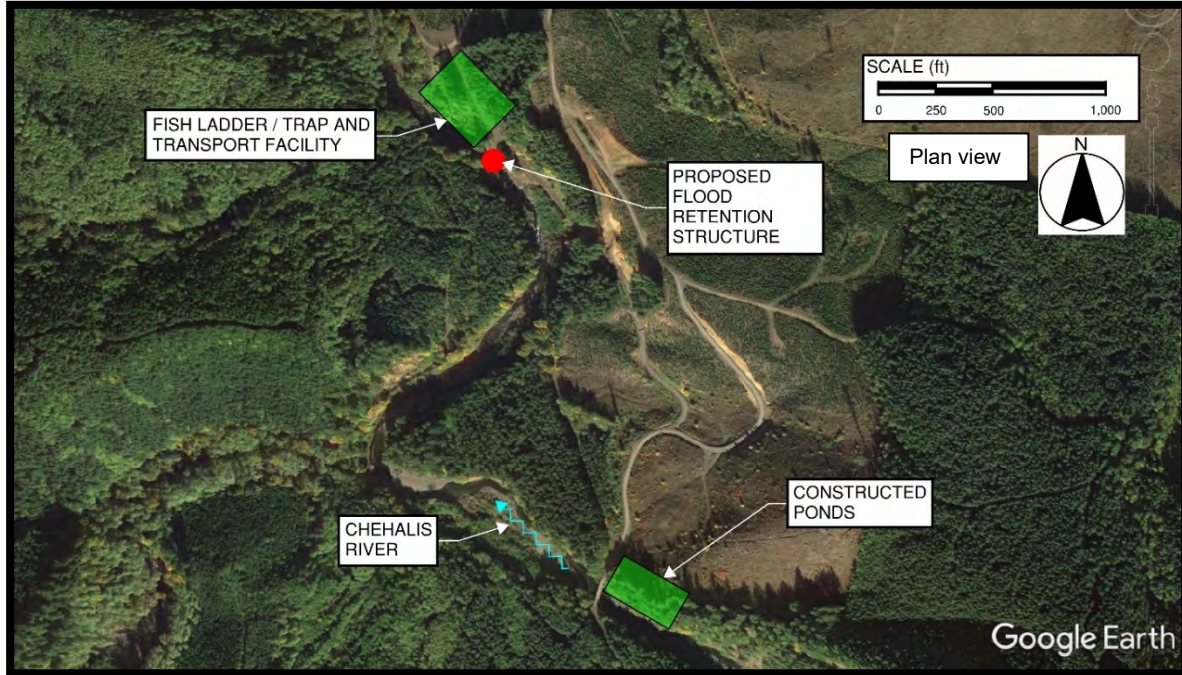 SCALE (ft)
0 250 500 1,000
Plan view
N
FISH LADDER / TRAP AND
TRANSPORT FACILITY
PROPOSED
FLOOD
RETENTION
STRUCTURE
CONSTRUCTED
PONDS
CHEHALIS
RIVER
Google Earth